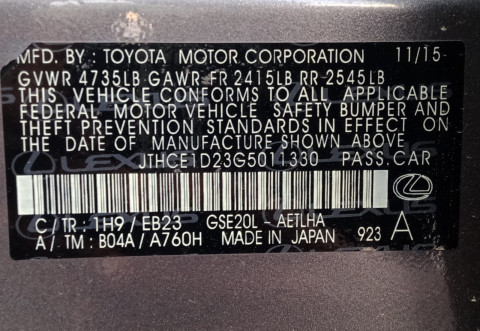 MFD. BY TOYOTA MOTOR CORPORATION 11/15
GVWR 4735LB GAWR FR 2415LB RR 2545LB
THIS VEHICLE CONFORMS TO ALL APPLICABLE
FEDERAL MOTOR VEHICLE SAFETY BUMPER AND
THEFT PREVENTION STANDARDS IN EFFECT ON
THE DATE OF MANUFACTURE SHOWN ABOVE.
JTHCE1D23G5011330 PASS.CAR
C/TR: 1H9/EB23 GSE20L-AETLHA A
A/TM: B04A/A760H MADE IN JAPAN 923